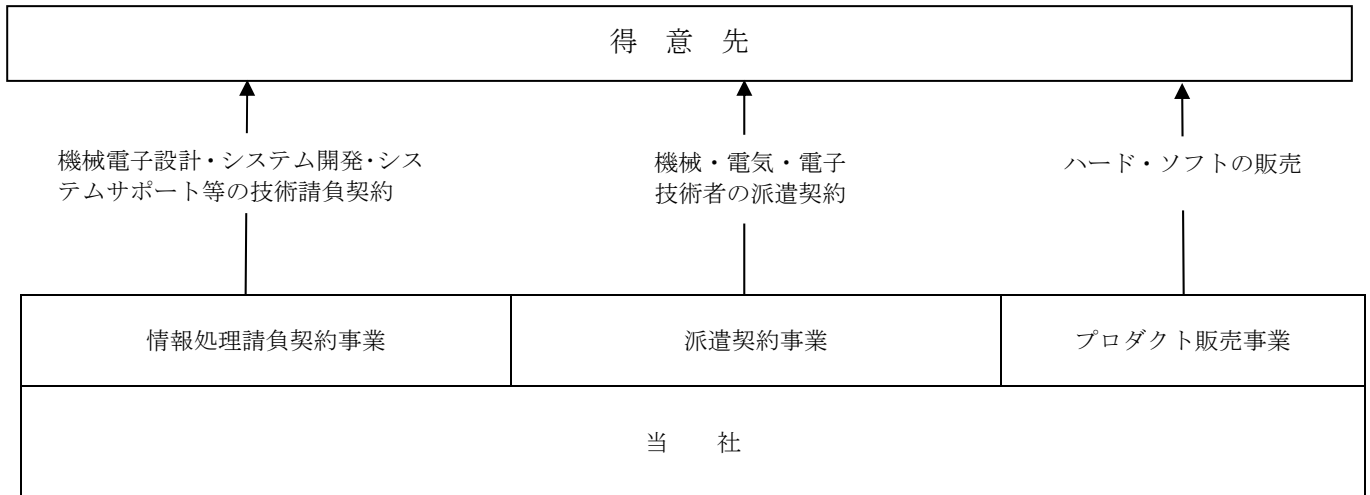 得 意 先
機械電子設計・システム開発・シス
テムサポート等の技術請負契約
機械・電気・電子
技術者の派遣契約
ハード・ソフトの販売
情報処理請負契約事業
派遣契約事業
プロダクト販売事業
当 社